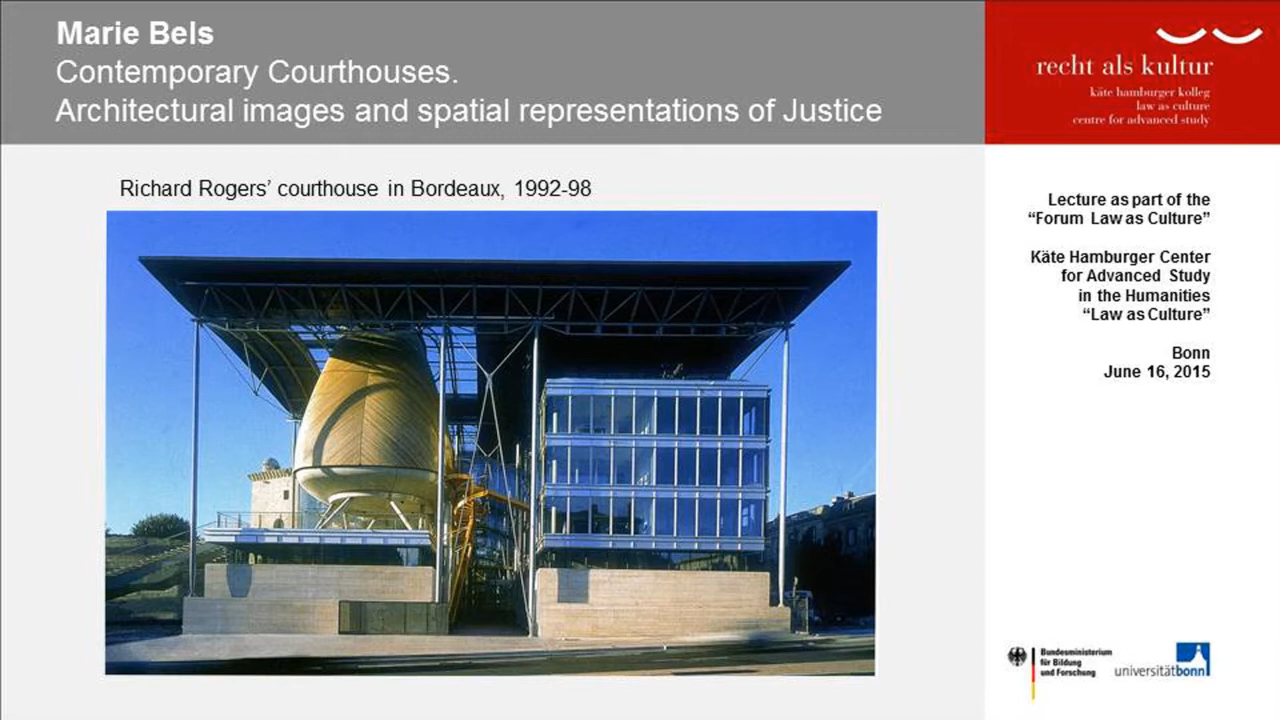 Marie Bels
Contemporary Courthouses.
Architectural images and spatial representations of Justice
recht als kultur
käte hamburger kolleg
law as culture
centre for advanced study
Richard Rogers’ courthouse in Bordeaux, 1992-98
Lecture as part of the
“Forum Law as Culture”
Käte Hamburger Center
for Advanced Study
in the Humanities
“Law as Culture”
Bonn
June 16, 2015
Bundesministerium
für Bildung
und Forschung
universitätbonn